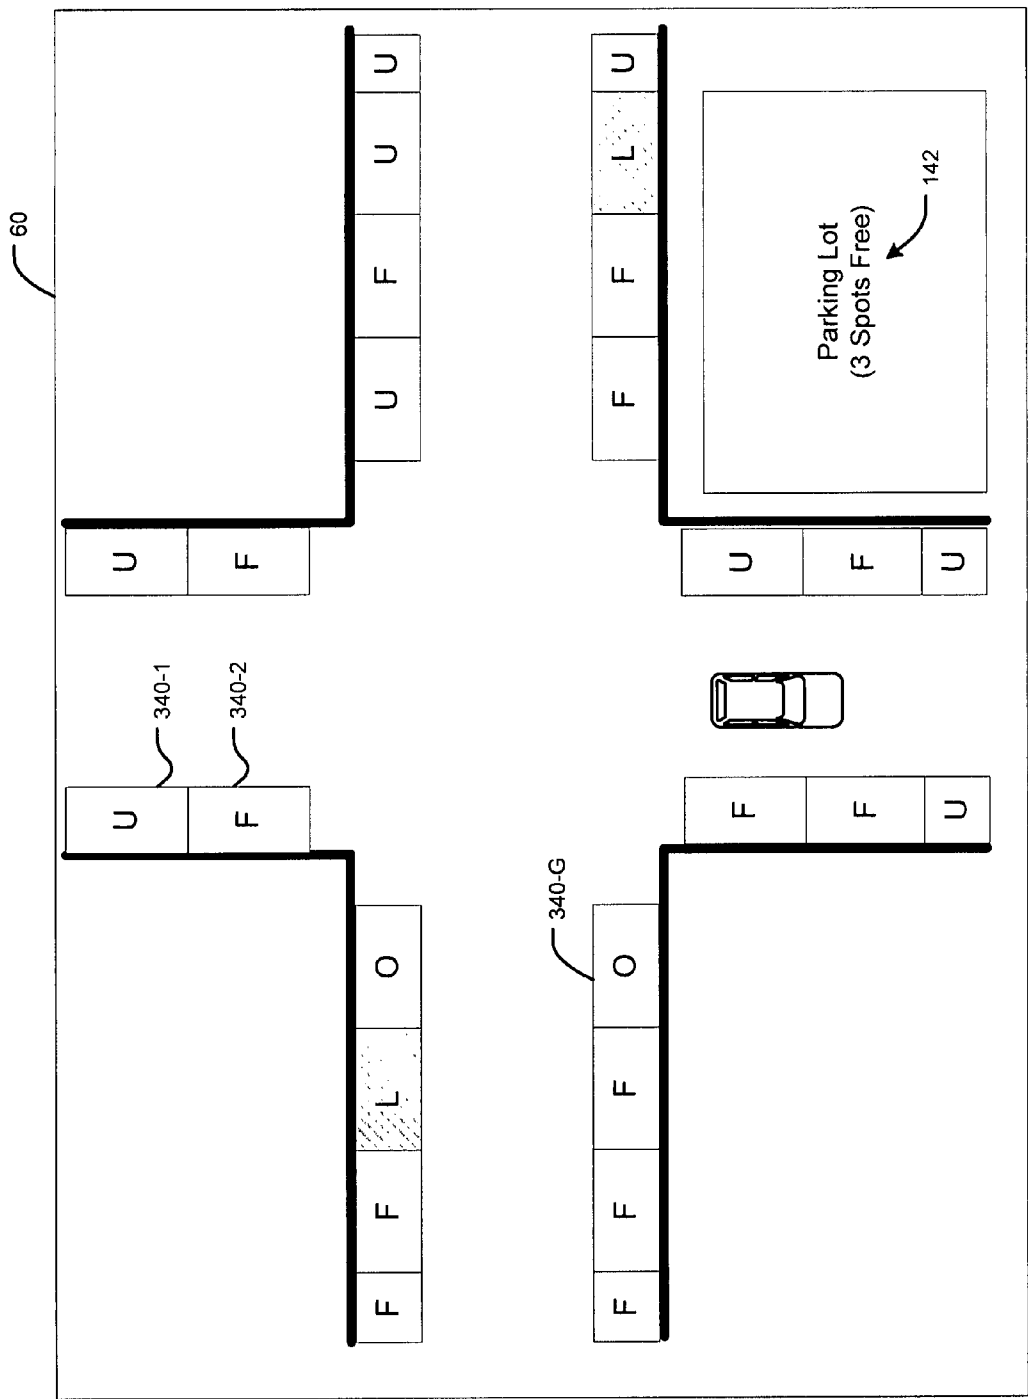 60
U
340-1
U
F
340-2
F
F F L O U F U U
340-G
F F F O F F L U
F U
F F
U U
Parking Lot
(3 Spots Free)
142